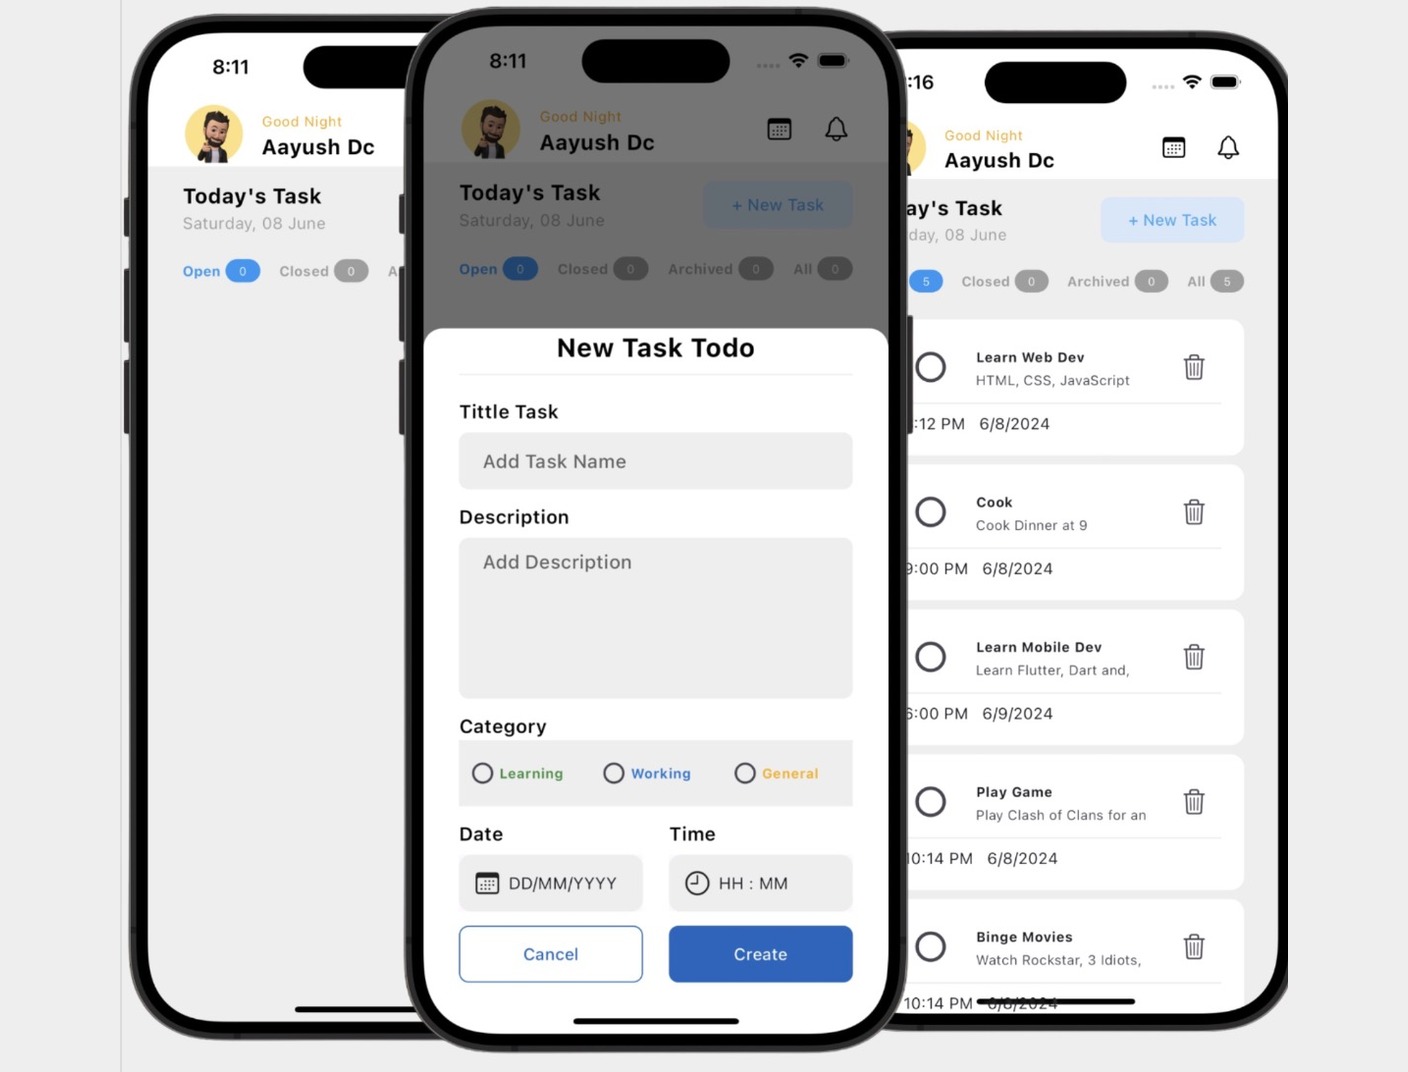 8:11
Good Night
Aayush Dc
Today's Task
Saturday, 08 June
Open 0 Closed 0 A
8:11
Good Night
Aayush Dc
Today's Task
+ New Task
Saturday, 08 June
Open 0 Closed 0 Archived 0 All 0
New Task Todo
Tittle Task
Add Task Name
Description
Add Description
Category
Learning Working General
Date Time
DD/MM/YYYY HH : MM
Cancel Create
:16
Good Night
Aayush Dc
ay's Task
+ New Task
day, 08 June
5 Closed 0 Archived 0 All 5
Learn Web Dev
HTML, CSS, JavaScript
:12 PM 6/8/2024
Cook
Cook Dinner at 9
9:00 PM 6/8/2024
Learn Mobile Dev
Learn Flutter, Dart and,
6:00 PM 6/9/2024
Play Game
Play Clash of Clans for an
10:14 PM 6/8/2024
Binge Movies
Watch Rockstar, 3 Idiots,
10:14 PM 6/8/2024